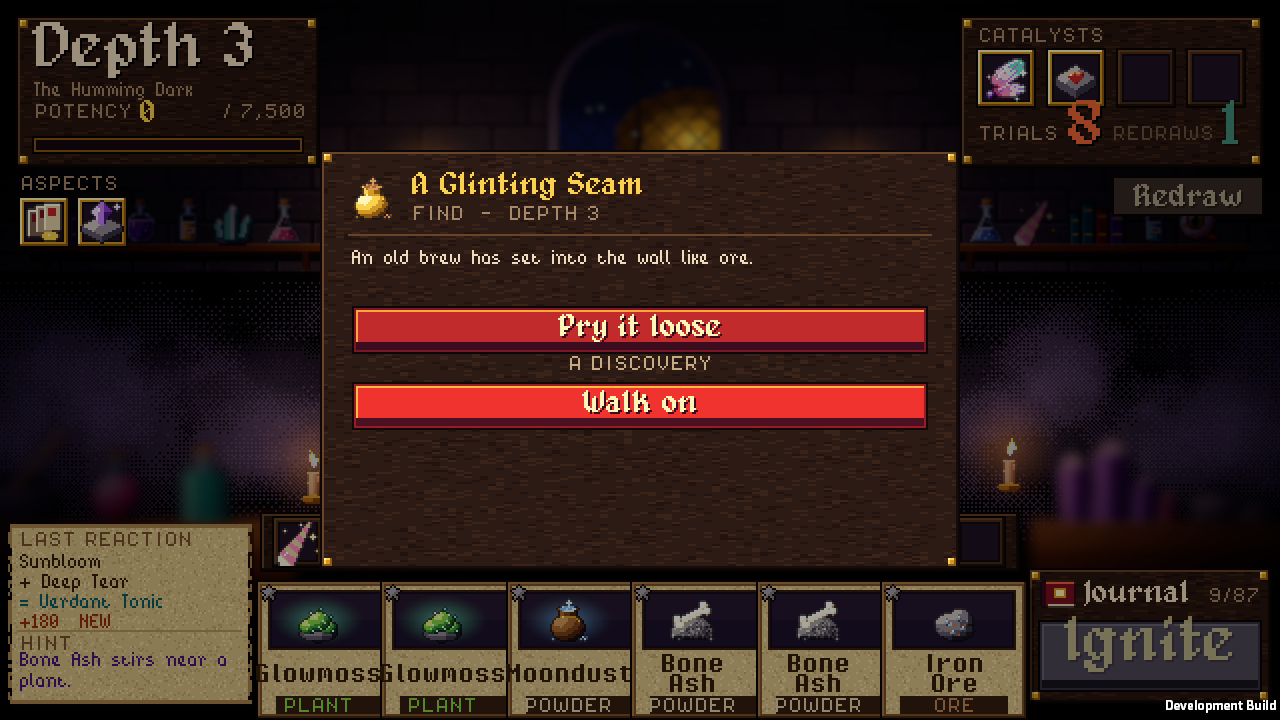 Depth 3
The Humming Dark
POTENCY 0 / 7,500
ASPECTS
CATALYSTS
TRIALS 8 REDRAWS 1
Redraw
A Glinting Seam
FIND - DEPTH 3
An old brew has set into the wall like ore.
Pry it loose
A DISCOVERY
Walk on
LAST REACTION
Sunbloom
+ Deep Tear
= Verdant Tonic
+180 NEW
HINT
Bone Ash stirs near a
plant.
Glowmoss
PLANT
Glowmoss
PLANT
Moondust
POWDER
Bone
Ash
POWDER
Bone
Ash
POWDER
Iron
Ore
ORE
Journal 9/87
Ignite
Development Build